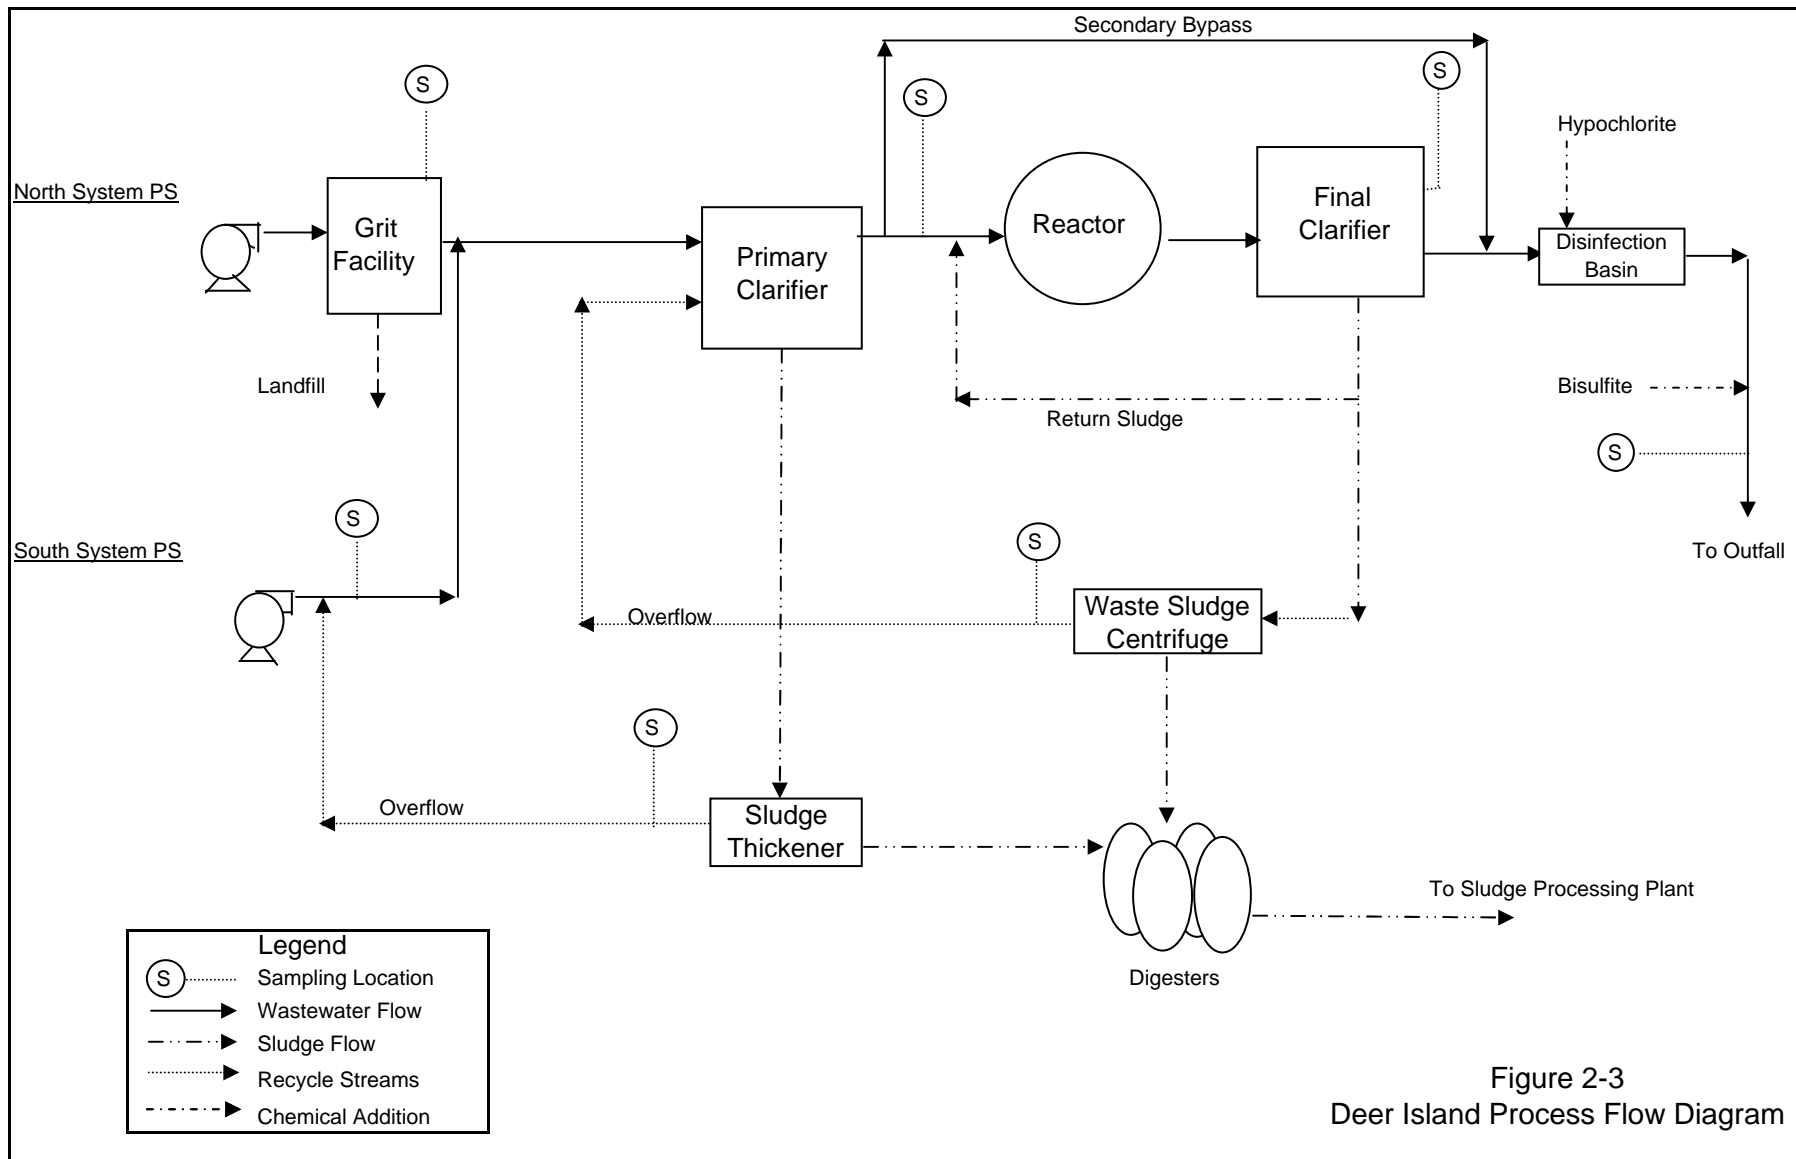 Secondary Bypass
S
S
S
Hypochlorite
North System PS
Grit
Facility
Primary
Clarifier
Reactor
Final
Clarifier
Disinfection
Basin
Landfill
Return Sludge
Bisulfite
S
S
S
South System PS
To Outfall
Overflow
Waste Sludge
Centrifuge
S
Overflow
Sludge
Thickener
To Sludge Processing Plant
Digesters
Legend
S
Sampling Location
Wastewater Flow
Sludge Flow
Recycle Streams
Chemical Addition
Figure 2-3
Deer Island Process Flow Diagram